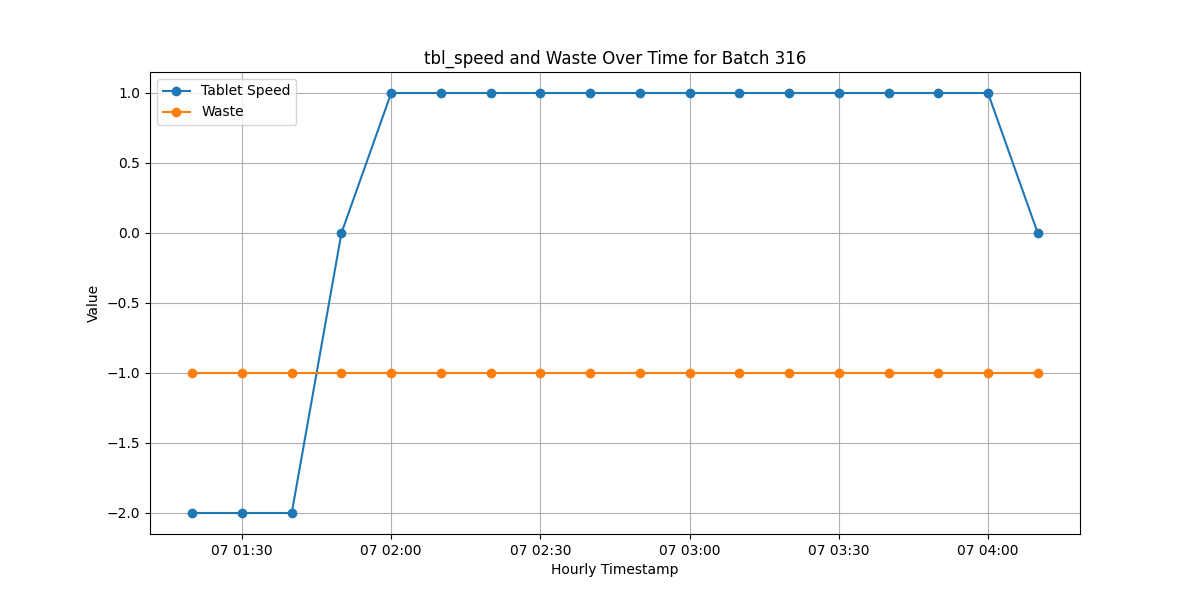 tbl_speed and Waste Over Time for Batch 316
Tablet Speed
Waste
1.0
0.5
0.0
−0.5
−1.0
−1.5
−2.0
Value
07 01:30
07 02:00
07 02:30
07 03:00
07 03:30
07 04:00
Hourly Timestamp